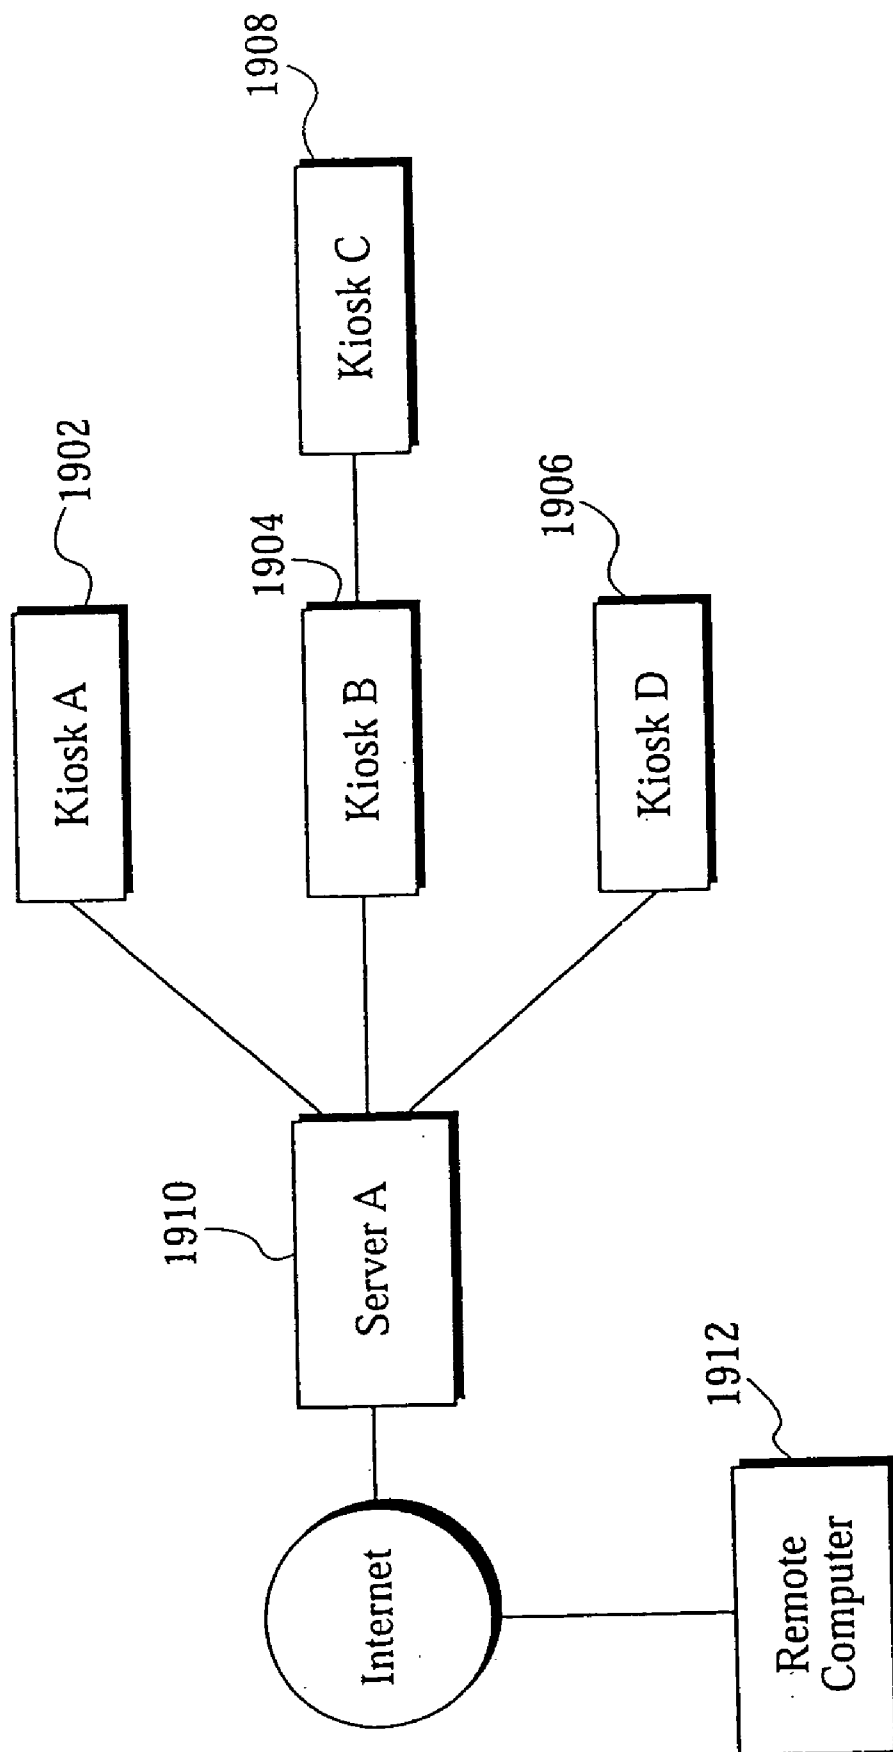 1908
Kiosk C
1902
1904
1906
Kiosk A
Kiosk B
Kiosk D
1910
Server A
1912
Internet
Remote
Computer